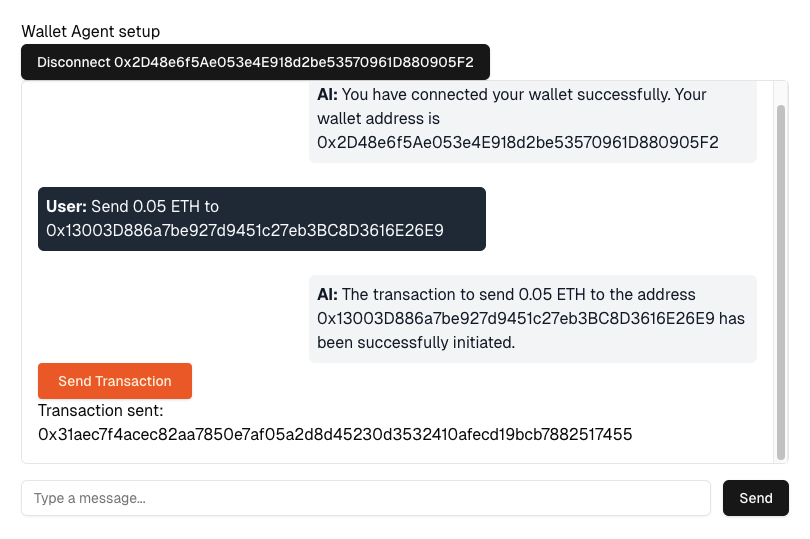 Wallet Agent setup
Disconnect 0x2D48e6f5Ae053e4E918d2be53570961D880905F2
AI: You have connected your wallet successfully. Your
wallet address is
0x2D48e6f5Ae053e4E918d2be53570961D880905F2
User: Send 0.05 ETH to
0x13003D886a7be927d9451c27eb3BC8D3616E26E9
AI: The transaction to send 0.05 ETH to the address
0x13003D886a7be927d9451c27eb3BC8D3616E26E9 has
been successfully initiated.
Send Transaction
Transaction sent:
0x31aec7f4acec82aa7850e7af05a2d8d45230d3532410afecd19bcb7882517455
Type a message...
Send